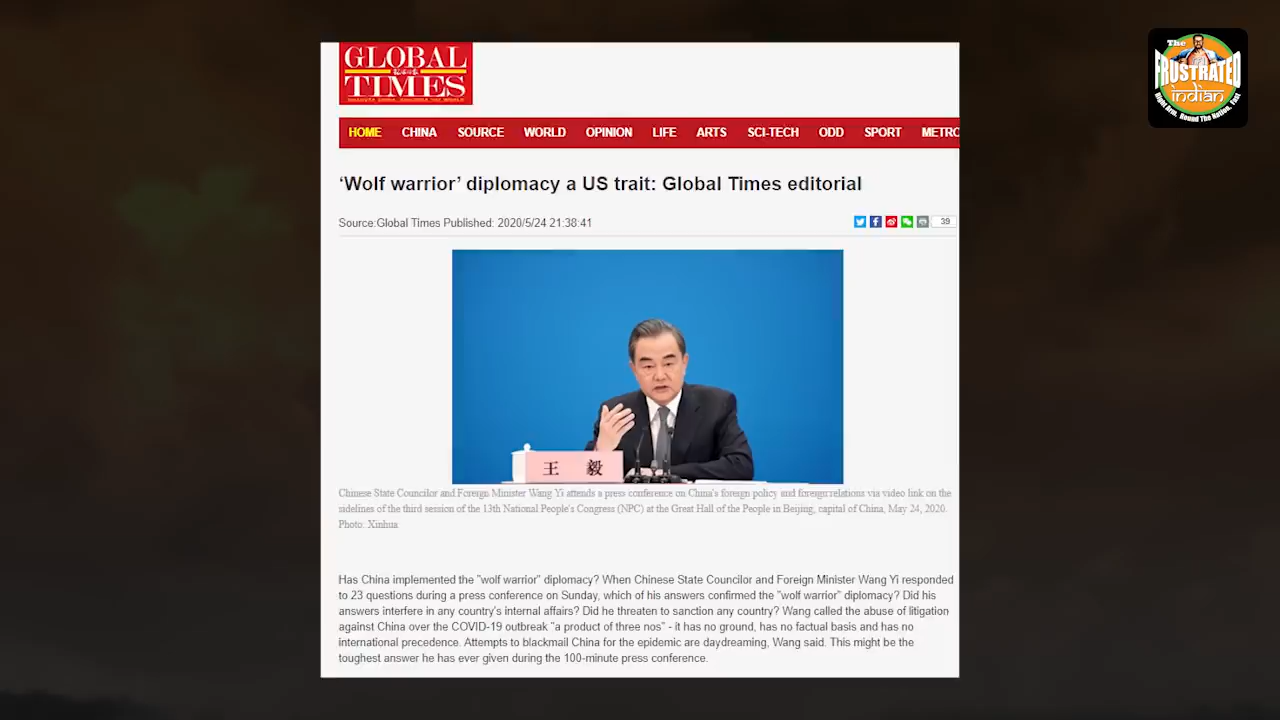 GLOBAL
TIMES
The
FRUSTRATED
indian
Right Arm. Round The Nation. Fast
HOME CHINA SOURCE WORLD OPINION LIFE ARTS SCI-TECH ODD SPORT METRO
‘Wolf warrior’ diplomacy a US trait: Global Times editorial
Source:Global Times Published: 2020/5/24 21:38:41
39
王 毅
Chinese State Councilor and Foreign Minister Wang Yi attends a press conference on China's foreign policy and foreign relations via video link on the
sidelines of the third session of the 13th National People's Congress (NPC) at the Great Hall of the People in Beijing, capital of China, May 24, 2020.
Photo: Xinhua
Has China implemented the "wolf warrior" diplomacy? When Chinese State Councilor and Foreign Minister Wang Yi responded
to 23 questions during a press conference on Sunday, which of his answers confirmed the "wolf warrior" diplomacy? Did his
answers interfere in any country's internal affairs? Did he threaten to sanction any country? Wang called the abuse of litigation
against China over the COVID-19 outbreak "a product of three nos" - it has no ground, has no factual basis and has no
international precedence. Attempts to blackmail China for the epidemic are daydreaming, Wang said. This might be the
toughest answer he has ever given during the 100-minute press conference.